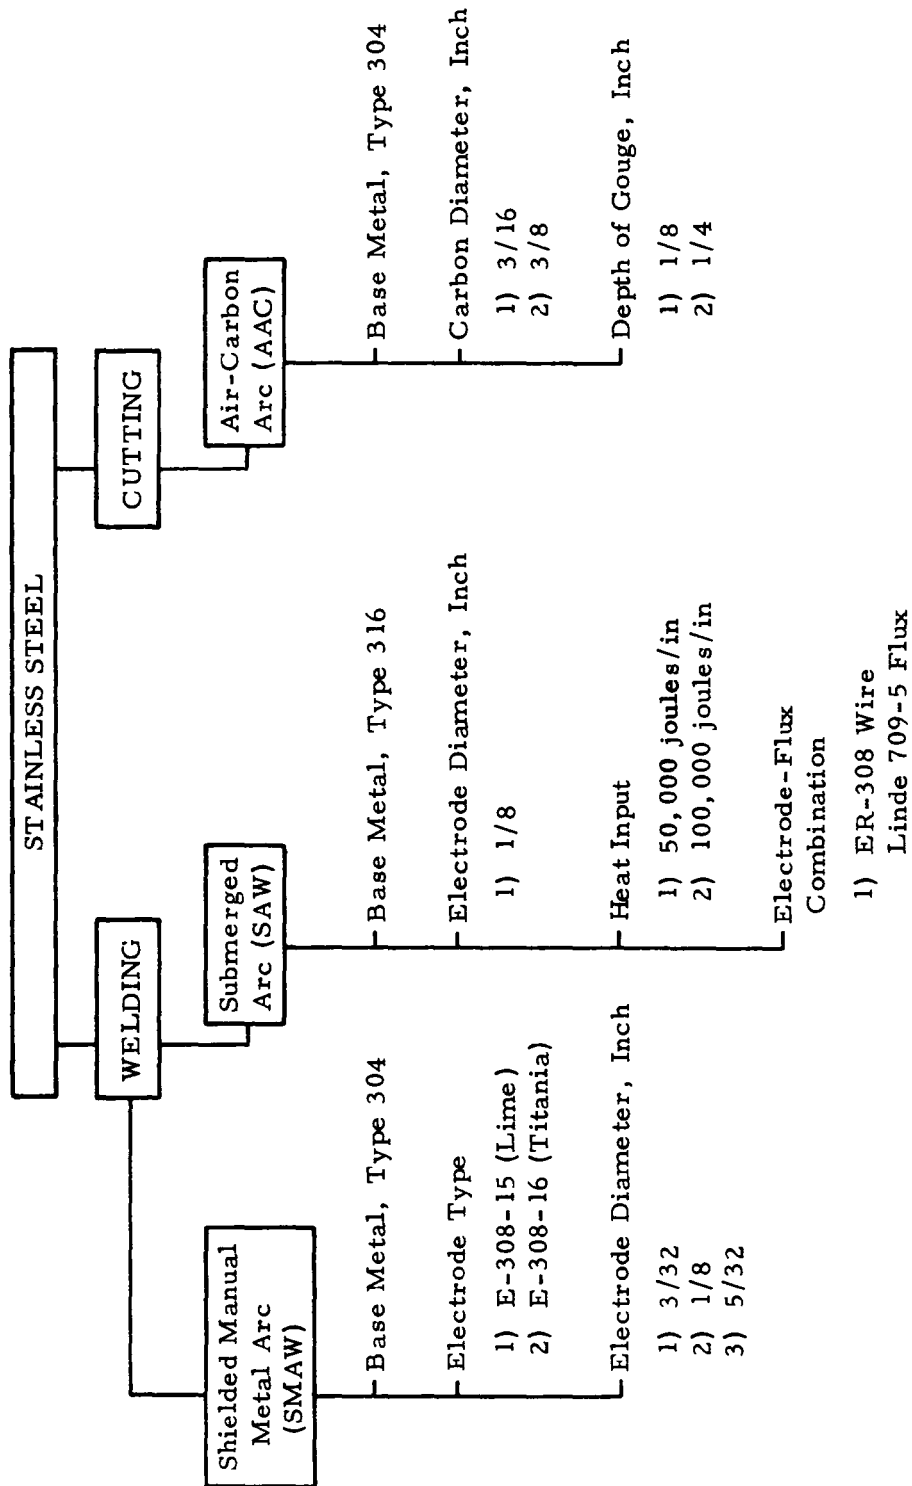 STAINLESS STEEL
WELDING
CUTTING
Shielded Manual
Metal Arc
(SMAW)
Base Metal, Type 304
Electrode Type
1) E-308-15 (Lime)
2) E-308-16 (Titania)
Electrode Diameter, Inch
1) 3/32
2) 1/8
3) 5/32
Submerged
Arc (SAW)
Base Metal, Type 316
Electrode Diameter, Inch
1) 1/8
Heat Input
1) 50,000 joules/in
2) 100,000 joules/in
Electrode-Flux
Combination
1) ER-308 Wire
Linde 709-5 Flux
Air-Carbon
Arc (AAC)
Base Metal, Type 304
Carbon Diameter, Inch
1) 3/16
2) 3/8
Depth of Gouge, Inch
1) 1/8
2) 1/4